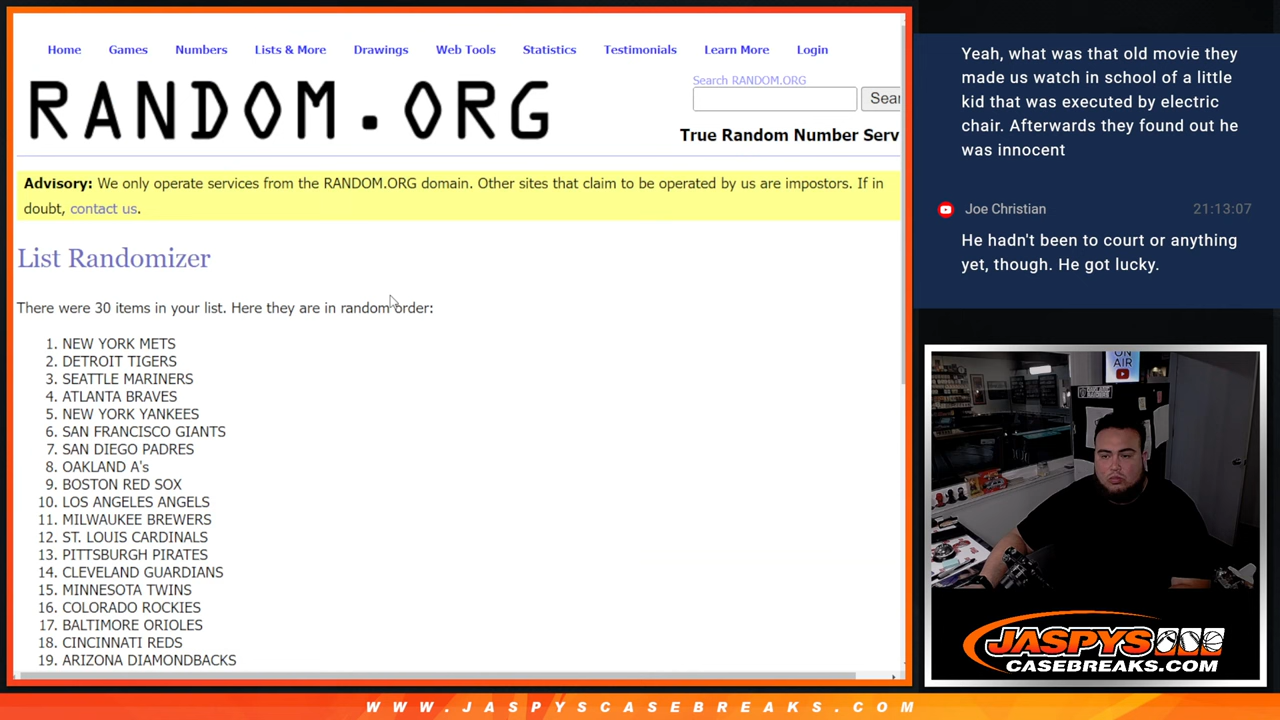 Home Games Numbers Lists & More Drawings Web Tools Statistics Testimonials Learn More Login
RANDOM.ORG
Search RANDOM.ORG
Sear
True Random Number Serv
Advisory: We only operate services from the RANDOM.ORG domain. Other sites that claim to be operated by us are impostors. If in
doubt, contact us.
List Randomizer
There were 30 items in your list. Here they are in random order:
1. NEW YORK METS
2. DETROIT TIGERS
3. SEATTLE MARINERS
4. ATLANTA BRAVES
5. NEW YORK YANKEES
6. SAN FRANCISCO GIANTS
7. SAN DIEGO PADRES
8. OAKLAND A's
9. BOSTON RED SOX
10. LOS ANGELES ANGELS
11. MILWAUKEE BREWERS
12. ST. LOUIS CARDINALS
13. PITTSBURGH PIRATES
14. CLEVELAND GUARDIANS
15. MINNESOTA TWINS
16. COLORADO ROCKIES
17. BALTIMORE ORIOLES
18. CINCINNATI REDS
19. ARIZONA DIAMONDBACKS
Yeah, what was that old movie they
made us watch in school of a little
kid that was executed by electric
chair. Afterwards they found out he
was innocent
Joe Christian 21:13:07
He hadn't been to court or anything
yet, though. He got lucky.
ON
AIR
JASPYS
CASEBREAKS.COM
WWW.JASPYSCASEBREAKS.COM